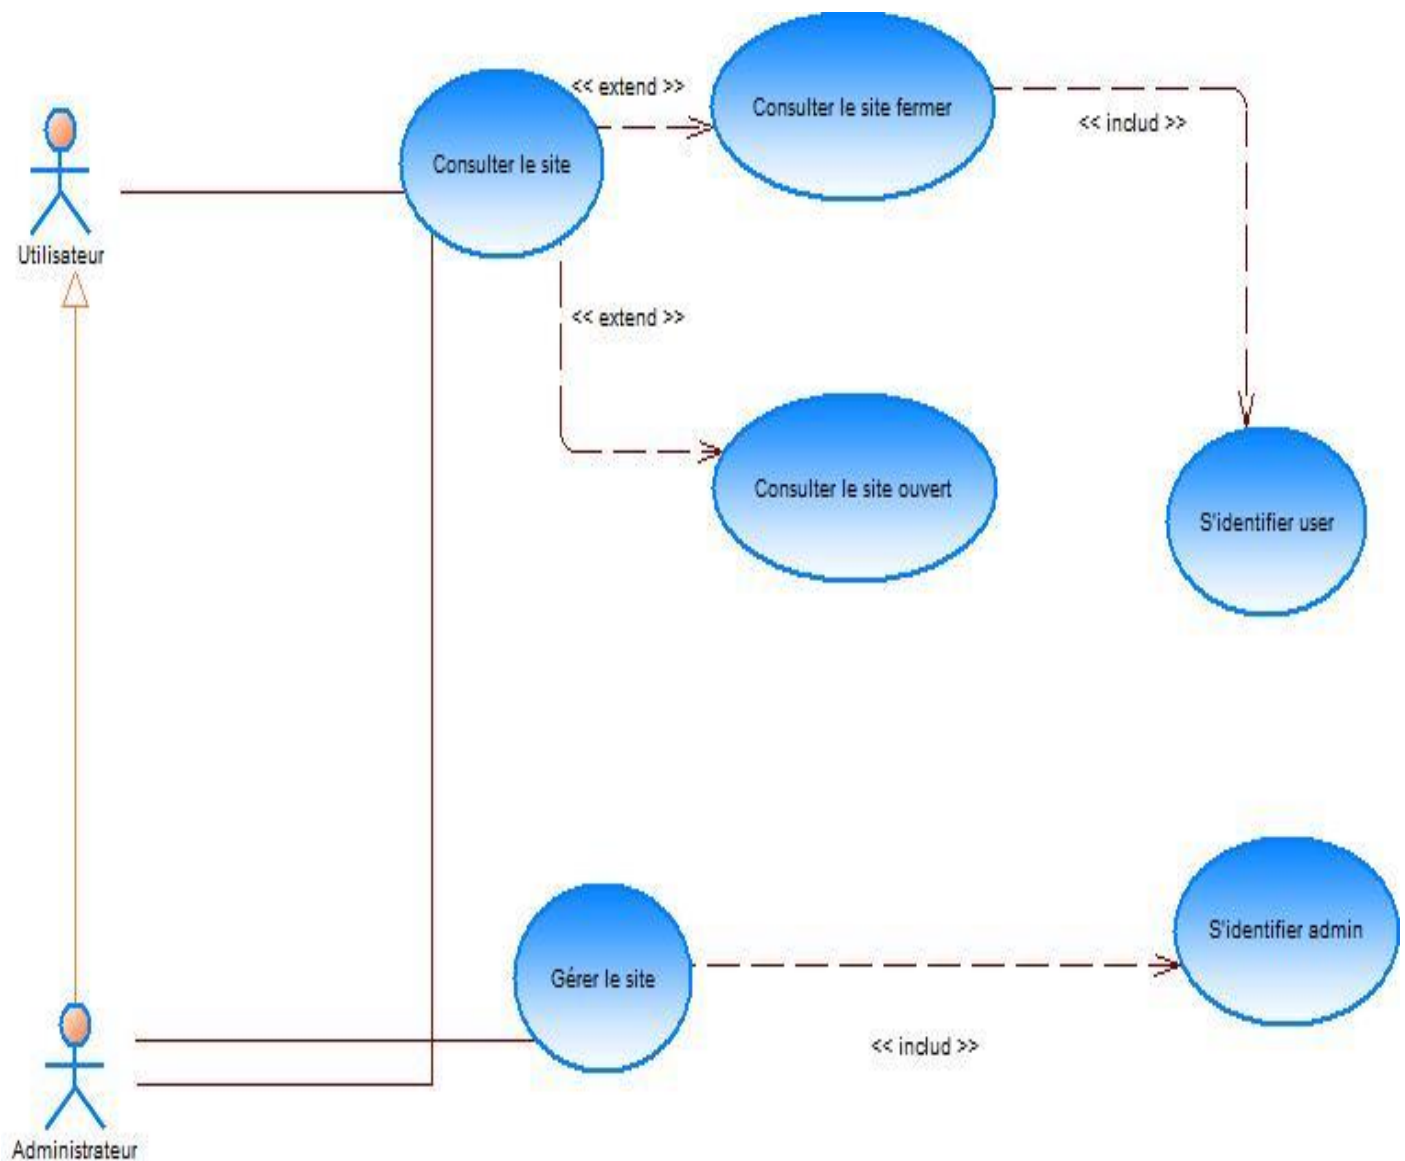 << extend >>
Consulter le site fermer
<< includ >>
Consulter le site
Utilisateur
<< extend >>
Consulter le site ouvert
S'identifier user
S'identifier admin
Gérer le site
<< includ >>
Administrateur